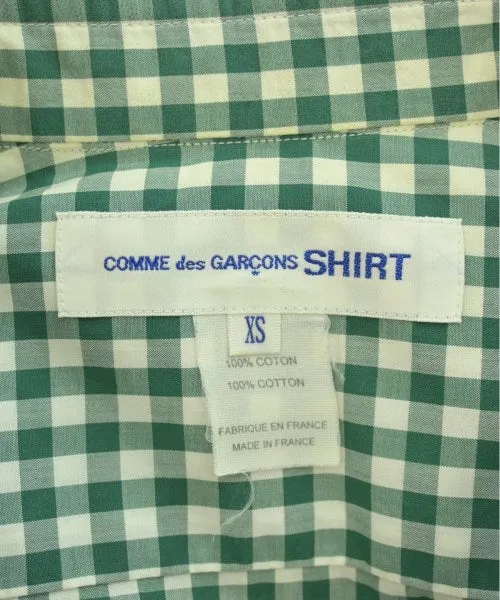 COMME des GARÇONS SHIRT
XS
100% COTON
100% COTTON
FABRIQUE EN FRANCE
MADE IN FRANCE